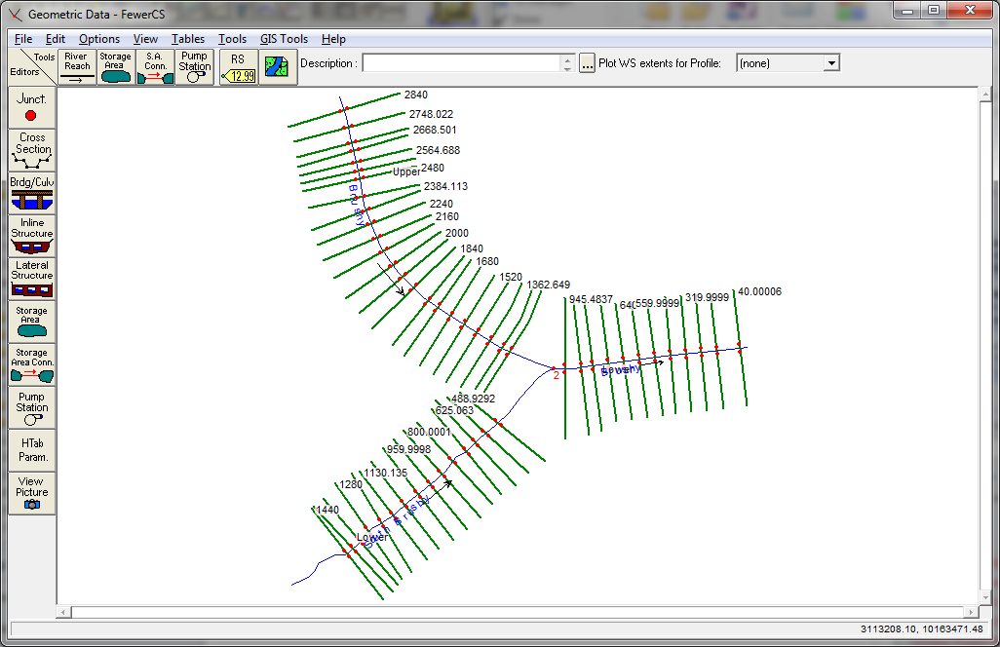 Geometric Data - FewerCS
File Edit Options View Tables Tools GIS Tools Help
Tools
Editors
River Reach
Storage Area
S.A. Conn.
Pump Station
RS
12.99
Description :
...
Plot WS extents for Profile:
(none)
Junct.
Cross Section
Brdg/Culv
Inline Structure
Lateral Structure
Storage Area
Storage Area Conn.
Pump Station
HTab Param.
View Picture
2840
2748.022
2668.501
2564.688
2480
Upper
2384.113
2240
2160
2000
1840
1680
1520
1362.649
945.4837
640
559.9999
319.9999
40.00006
2
488.9292
625.063
800.0001
959.9998
1130.135
1280
1440
Lower
3113208.10, 10163471.48